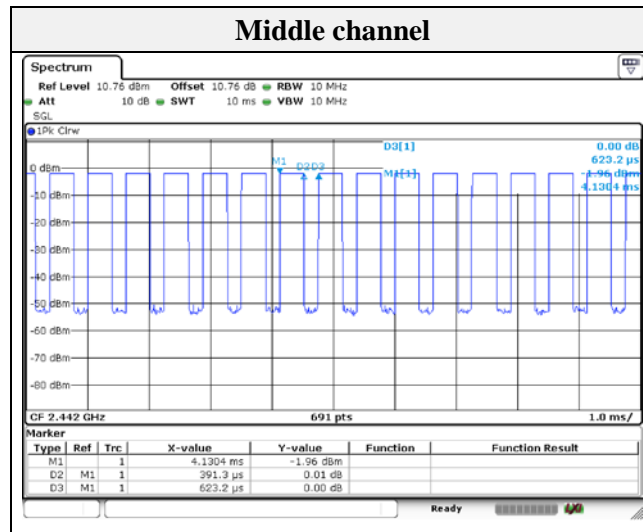 Middle channel
Spectrum
Ref Level 10.76 dBm Offset 10.76 dB RBW 10 MHz
Att 10 dB SWT 10 ms VBW 10 MHz
SGL
1Pk Clrw
D3[1] 0.00 dB
623.2 µs
M1[1] -1.96 dBm
4.1304 ms
M1
D2 D3
0 dBm
-10 dBm
-20 dBm
-30 dBm
-40 dBm
-50 dBm
-60 dBm
-70 dBm
-80 dBm
CF 2.442 GHz 691 pts 1.0 ms/
Marker
Type Ref Trc X-value Y-value Function Function Result
M1 1 4.1304 ms -1.96 dBm
D2 M1 1 391.3 µs 0.01 dB
D3 M1 1 623.2 µs 0.00 dB
Ready